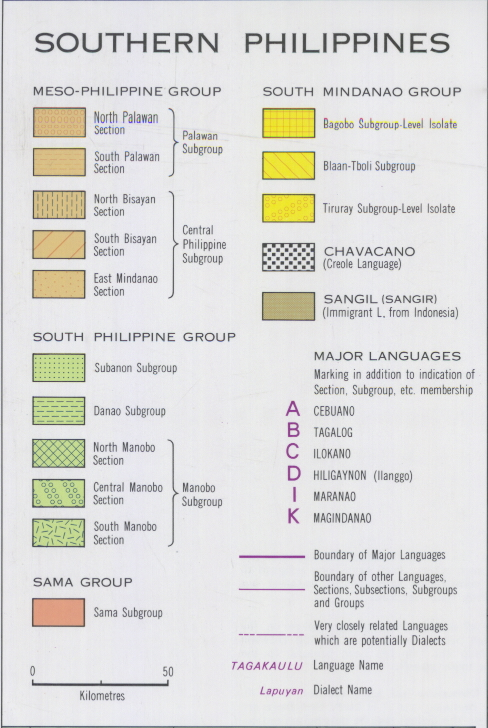 SOUTHERN PHILIPPINES
MESO-PHILIPPINE GROUP
North Palawan
Section
South Palawan
Section
Palawan
Subgroup
North Bisayan
Section
South Bisayan
Section
East Mindanao
Section
Central
Philippine
Subgroup
SOUTH PHILIPPINE GROUP
Subanon Subgroup
Danao Subgroup
North Manobo
Section
Central Manobo
Section
South Manobo
Section
Manobo
Subgroup
SAMA GROUP
Sama Subgroup
0 50
Kilometres
SOUTH MINDANAO GROUP
Bagobo Subgroup-Level Isolate
Blaan-Tboli Subgroup
Tiruray Subgroup-Level Isolate
CHAVACANO
(Creole Language)
SANGIL (SANGIR)
(Immigrant L. from Indonesia)
MAJOR LANGUAGES
Marking in addition to indication of
Section, Subgroup, etc. membership
A CEBUANO
B TAGALOG
C ILOKANO
D HILIGAYNON (Ilanggo)
I MARANAO
K MAGINDANAO
Boundary of Major Languages
Boundary of other Languages,
Sections, Subsections, Subgroups
and Groups
Very closely related Languages
which are potentially Dialects
TAGAKAULU Language Name
Lapuyan Dialect Name